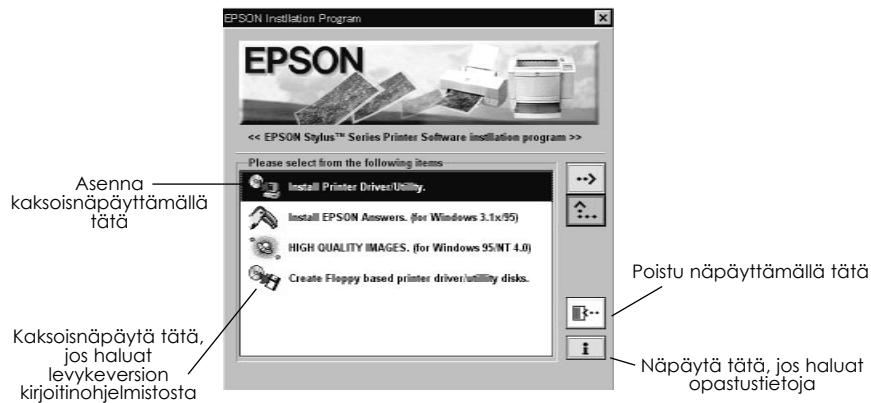 EPSON Instllation Program
EPSON
<< EPSON Stylus™ Series Printer Software instllation program >>
Please select from the following items
Install Printer Driver/Utility.
Install EPSON Answers. (for Windows 3.1x/95)
HIGH QUALITY IMAGES. (for Windows 95/NT 4.0)
Create Floppy based printer driver/utillity disks.
Asenna
kaksoisnäpäyttämällä
tätä
Kaksoisnäpäytä tätä,
jos haluat
levykeversion
kirjoitinohjelmistosta
Poistu näpäyttämällä tätä
Näpäytä tätä, jos haluat
opastustietoja